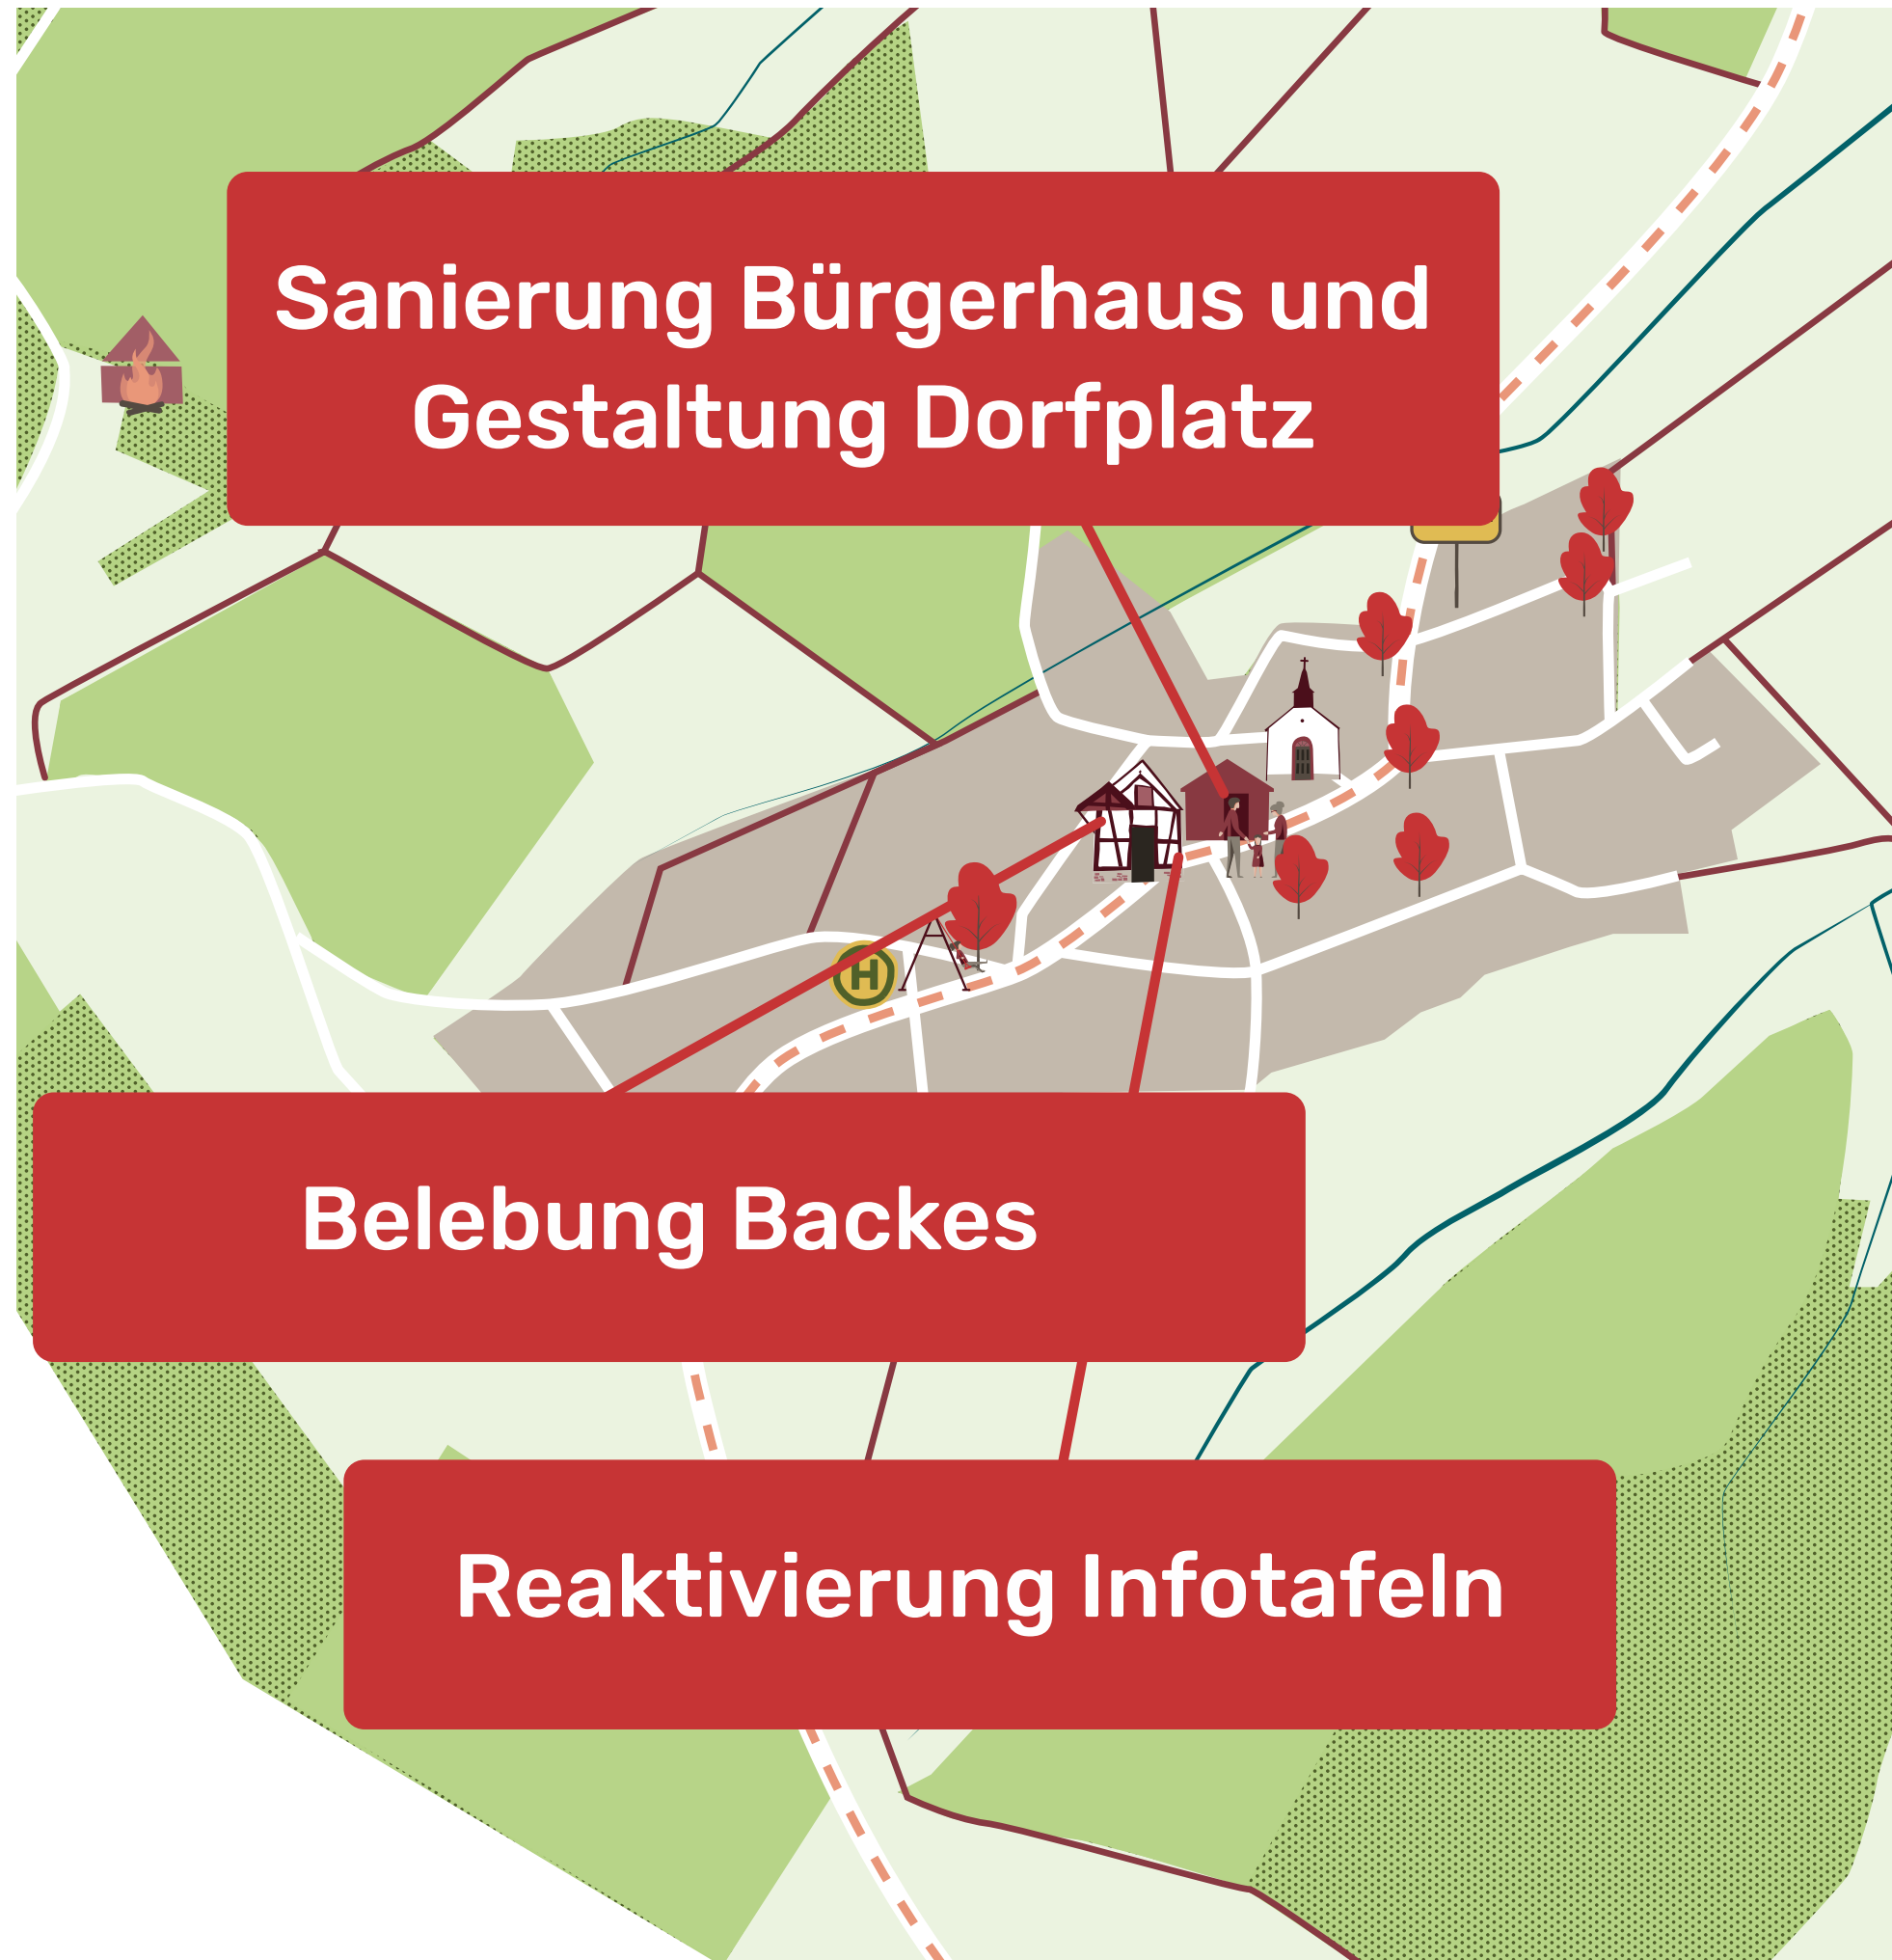 Sanierung Bürgerhaus und
Gestaltung Dorfplatz
H
Belebung Backes
Reaktivierung Infotafeln